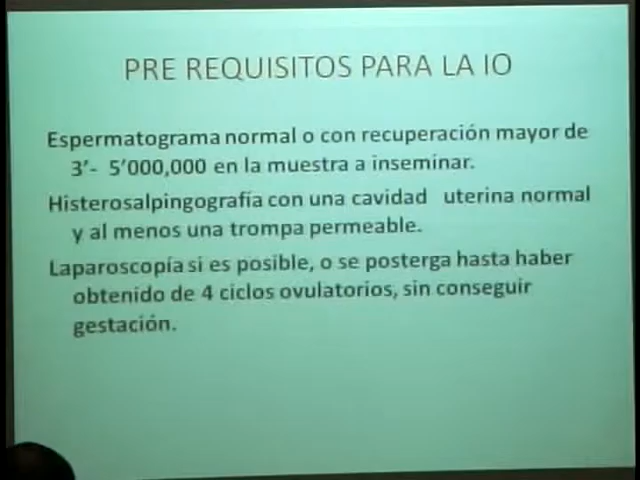 PRE REQUISITOS PARA LA IO
Espermatograma normal o con recuperación mayor de
3'- 5'000,000 en la muestra a inseminar.
Histerosalpingografía con una cavidad uterina normal
y al menos una trompa permeable.
Laparoscopía si es posible, o se posterga hasta haber
obtenido de 4 ciclos ovulatorios, sin conseguir
gestación.